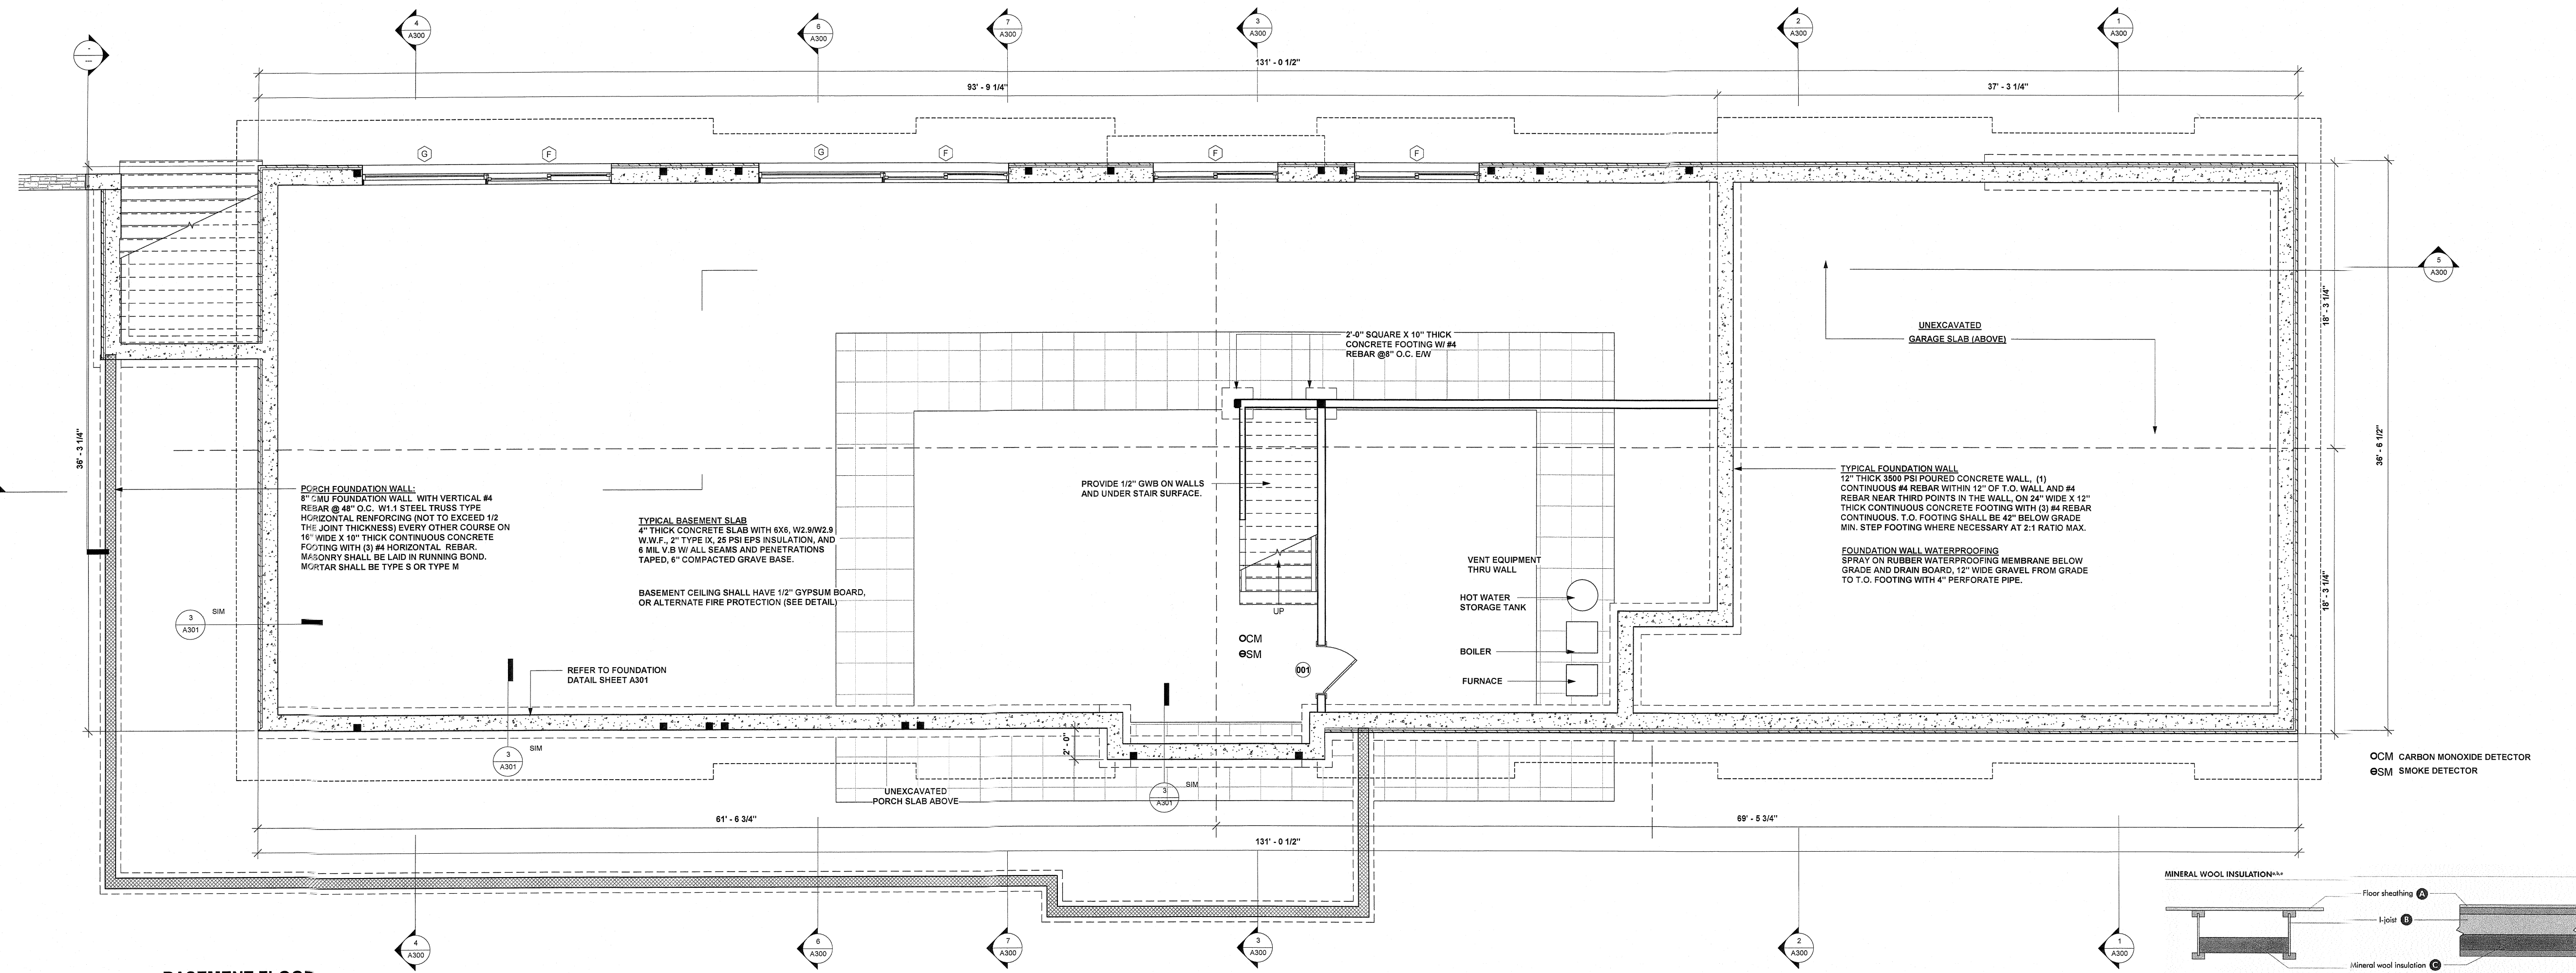 4
A300
6
A300
7
A300
3
A300
2
A300
1
A300
-
---
131' - 0 1/2"
93' - 9 1/4"
37' - 3 1/4"
G
F
G
F
F
F
5
A300
18' - 3 1/4"
36' - 6 1/2"
18' - 3 1/4"
36' - 3 1/4"
2'-0" SQUARE X 10" THICK
CONCRETE FOOTING W/ #4
REBAR @8" O.C. E/W
UNEXCAVATED
GARAGE SLAB (ABOVE)
PORCH FOUNDATION WALL:
8" CMU FOUNDATION WALL WITH VERTICAL #4
REBAR @ 48" O.C. W1.1 STEEL TRUSS TYPE
HORIZONTAL RENFORCING (NOT TO EXCEED 1/2
THE JOINT THICKNESS) EVERY OTHER COURSE ON
16" WIDE X 10" THICK CONTINUOUS CONCRETE
FOOTING WITH (3) #4 HORIZONTAL REBAR.
MASONRY SHALL BE LAID IN RUNNING BOND.
MORTAR SHALL BE TYPE S OR TYPE M
TYPICAL BASEMENT SLAB
4" THICK CONCRETE SLAB WITH 6X6, W2.9/W2.9
W.W.F., 2" TYPE IX, 25 PSI EPS INSULATION, AND
6 MIL V.B W/ ALL SEAMS AND PENETRATIONS
TAPED, 6" COMPACTED GRAVE BASE.
BASEMENT CEILING SHALL HAVE 1/2" GYPSUM BOARD,
OR ALTERNATE FIRE PROTECTION (SEE DETAIL)
PROVIDE 1/2" GWB ON WALLS
AND UNDER STAIR SURFACE.
UP
CM
SM
001
VENT EQUIPMENT
THRU WALL
HOT WATER
STORAGE TANK
BOILER
FURNACE
TYPICAL FOUNDATION WALL
12" THICK 3500 PSI POURED CONCRETE WALL, (1)
CONTINUOUS #4 REBAR WITHIN 12" OF T.O. WALL AND #4
REBAR NEAR THIRD POINTS IN THE WALL, ON 24" WIDE X 12"
THICK CONTINUOUS CONCRETE FOOTING WITH (3) #4 REBAR
CONTINUOUS. T.O. FOOTING SHALL BE 42" BELOW GRADE
MIN. STEP FOOTING WHERE NECESSARY AT 2:1 RATIO MAX.
FOUNDATION WALL WATERPROOFING
SPRAY ON RUBBER WATERPROOFING MEMBRANE BELOW
GRADE AND DRAIN BOARD, 12" WIDE GRAVEL FROM GRADE
TO T.O. FOOTING WITH 4" PERFORATE PIPE.
3
A301
SIM
REFER TO FOUNDATION
DATAIL SHEET A301
3
A301
SIM
2' - 0"
3
A301
SIM
UNEXCAVATED
PORCH SLAB ABOVE
CM CARBON MONOXIDE DETECTOR
SM SMOKE DETECTOR
61' - 6 3/4"
69' - 5 3/4"
131' - 0 1/2"
MINERAL WOOL INSULATION
Floor sheathing A
I-joist B
Mineral wool insulation C
4
A300
6
A300
7
A300
3
A300
2
A300
1
A300
BASEMENT FLOOR